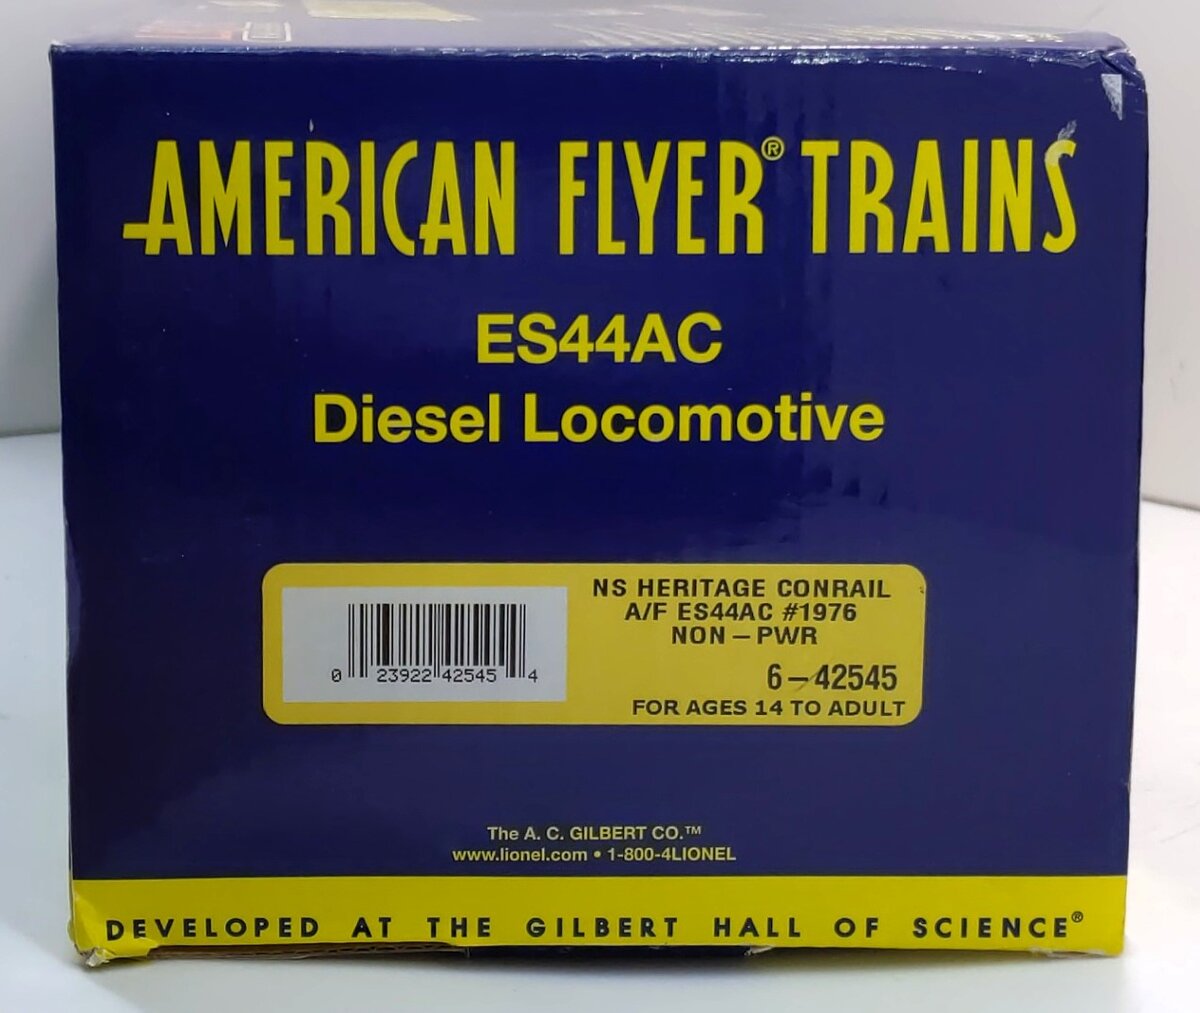 AMERICAN FLYER® TRAINS
ES44AC
Diesel Locomotive
NS HERITAGE CONRAIL
A/F ES44AC #1976
NON-PWR
6-42545
FOR AGES 14 TO ADULT
0 23922 42545 4
The A. C. GILBERT CO.™
www.lionel.com • 1-800-4LIONEL
DEVELOPED AT THE GILBERT HALL OF SCIENCE®